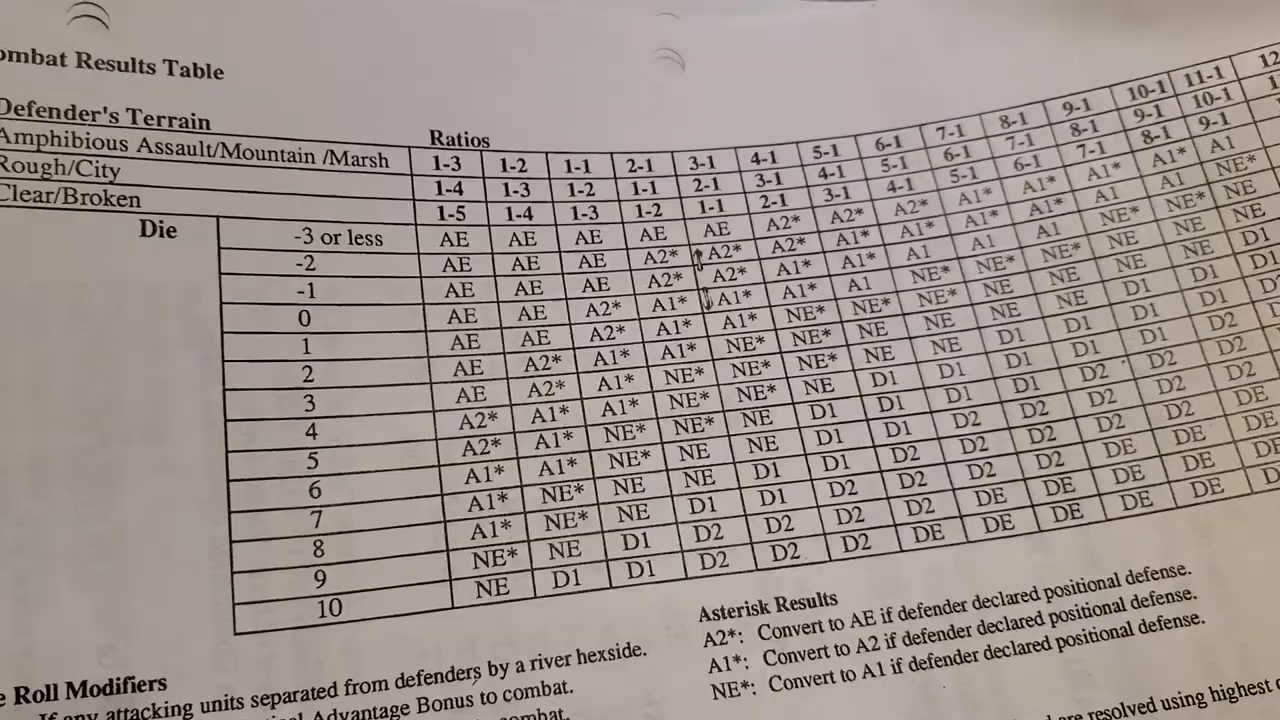 ombat Results Table
Defender's Terrain
Ratios
Amphibious Assault/Mountain /Marsh 1-3 1-2 1-1 2-1 3-1 4-1 5-1 6-1 7-1 8-1 9-1 10-1 11-1 12
Rough/City 1-4 1-3 1-2 1-1 2-1 3-1 4-1 5-1 6-1 7-1 8-1 9-1 10-1
Clear/Broken 1-5 1-4 1-3 1-2 1-1 2-1 3-1 4-1 5-1 6-1 7-1 8-1 9-1
Die
-3 or less AE AE AE AE AE A2* A2* A2* A1* A1* A1* A1* A1
-2 AE AE AE A2* A2* A2* A1* A1* A1* A1* A1 A1 NE*
-1 AE AE AE A2* A2* A1* A1* A1 A1 A1 NE* NE* NE
0 AE AE A2* A1* A1* A1* A1 NE* NE* NE* NE NE NE
1 AE AE A2* A1* A1* NE* NE* NE* NE NE NE NE D1
2 AE A2* A1* A1* NE* NE* NE NE NE NE D1 D1 D1
3 AE A2* A1* NE* NE* NE* NE NE D1 D1 D1 D1
4 A2* A1* A1* NE* NE* NE D1 D1 D1 D1 D1 D2
5 A2* A1* NE* NE* NE D1 D1 D1 D1 D2 D2 D2
6 A1* A1* NE* NE NE D1 D1 D2 D2 D2 D2 D2
7 A1* NE* NE NE D1 D1 D2 D2 D2 D2 D2 DE
8 A1* NE* NE D1 D1 D2 D2 D2 D2 DE DE DE
9 NE* NE D1 D2 D2 D2 D2 DE DE DE DE DE
10 NE D1 D1 D2 D2 D2 DE DE DE DE DE
Asterisk Results
A2*: Convert to AE if defender declared positional defense.
A1*: Convert to A2 if defender declared positional defense.
NE*: Convert to A1 if defender declared positional defense.
e Roll Modifiers
If any attacking units separated from defenders by a river hexside.
Advantage Bonus to combat.
combat.
are resolved using highest